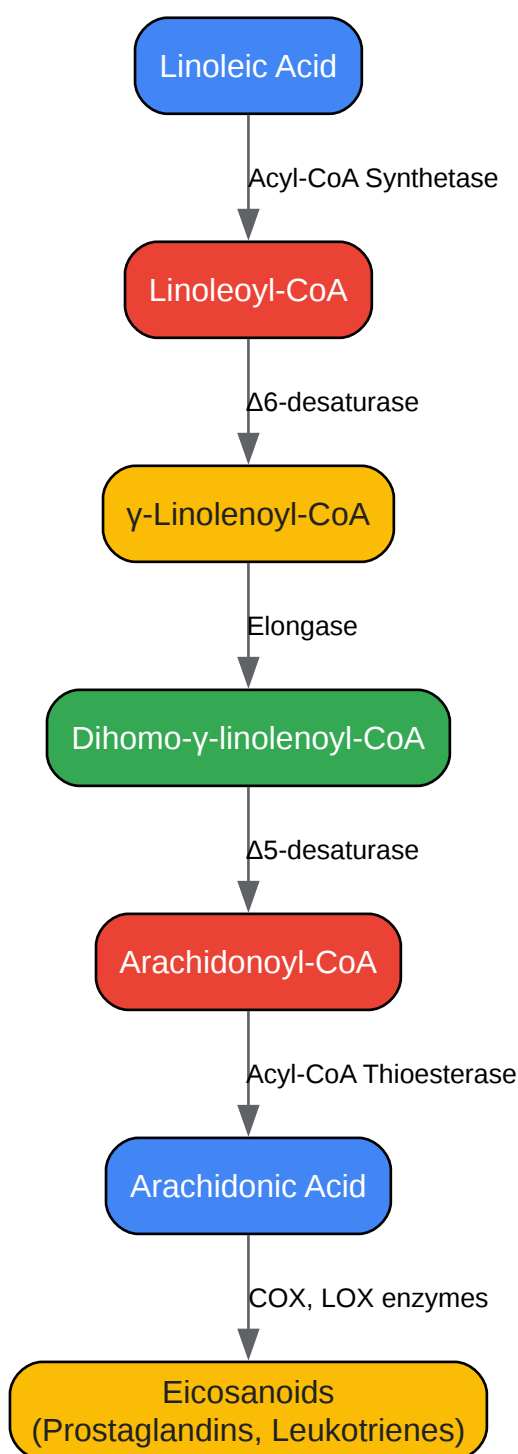 Linoleic Acid
Acyl-CoA Synthetase
Linoleoyl-CoA
Δ6-desaturase
γ-Linolenoyl-CoA
Elongase
Dihomo-γ-linolenoyl-CoA
Δ5-desaturase
Arachidonoyl-CoA
Acyl-CoA Thioesterase
Arachidonic Acid
COX, LOX enzymes
Eicosanoids
(Prostaglandins, Leukotrienes)